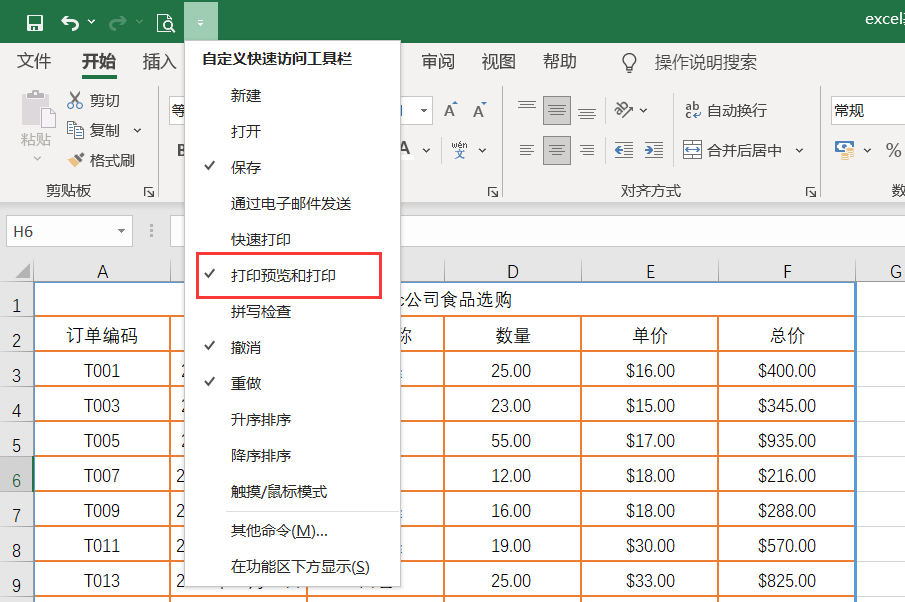 excel
自定义快速访问工具栏
文件 开始 插入 审阅 视图 帮助 操作说明搜索
新建
打开
保存
通过电子邮件发送
快速打印
打印预览和打印
拼写检查
撤消
重做
升序排序
降序排序
触摸/鼠标模式
其他命令(M)...
在功能区下方显示(S)
粘贴
剪切
复制
格式刷
剪贴板
等
B
A A
A
wén
文
ab
c
自动换行
合并后居中
对齐方式
常规
%
数
H6
A D E F G
1 公司食品选购
2 订单编码 称 数量 单价 总价
3 T001 2 25.00 $16.00 $400.00
4 T003 2 23.00 $15.00 $345.00
5 T005 2 55.00 $17.00 $935.00
6 T007 2 12.00 $18.00 $216.00
7 T009 2 16.00 $18.00 $288.00
8 T011 2 19.00 $30.00 $570.00
9 T013 2 25.00 $33.00 $825.00